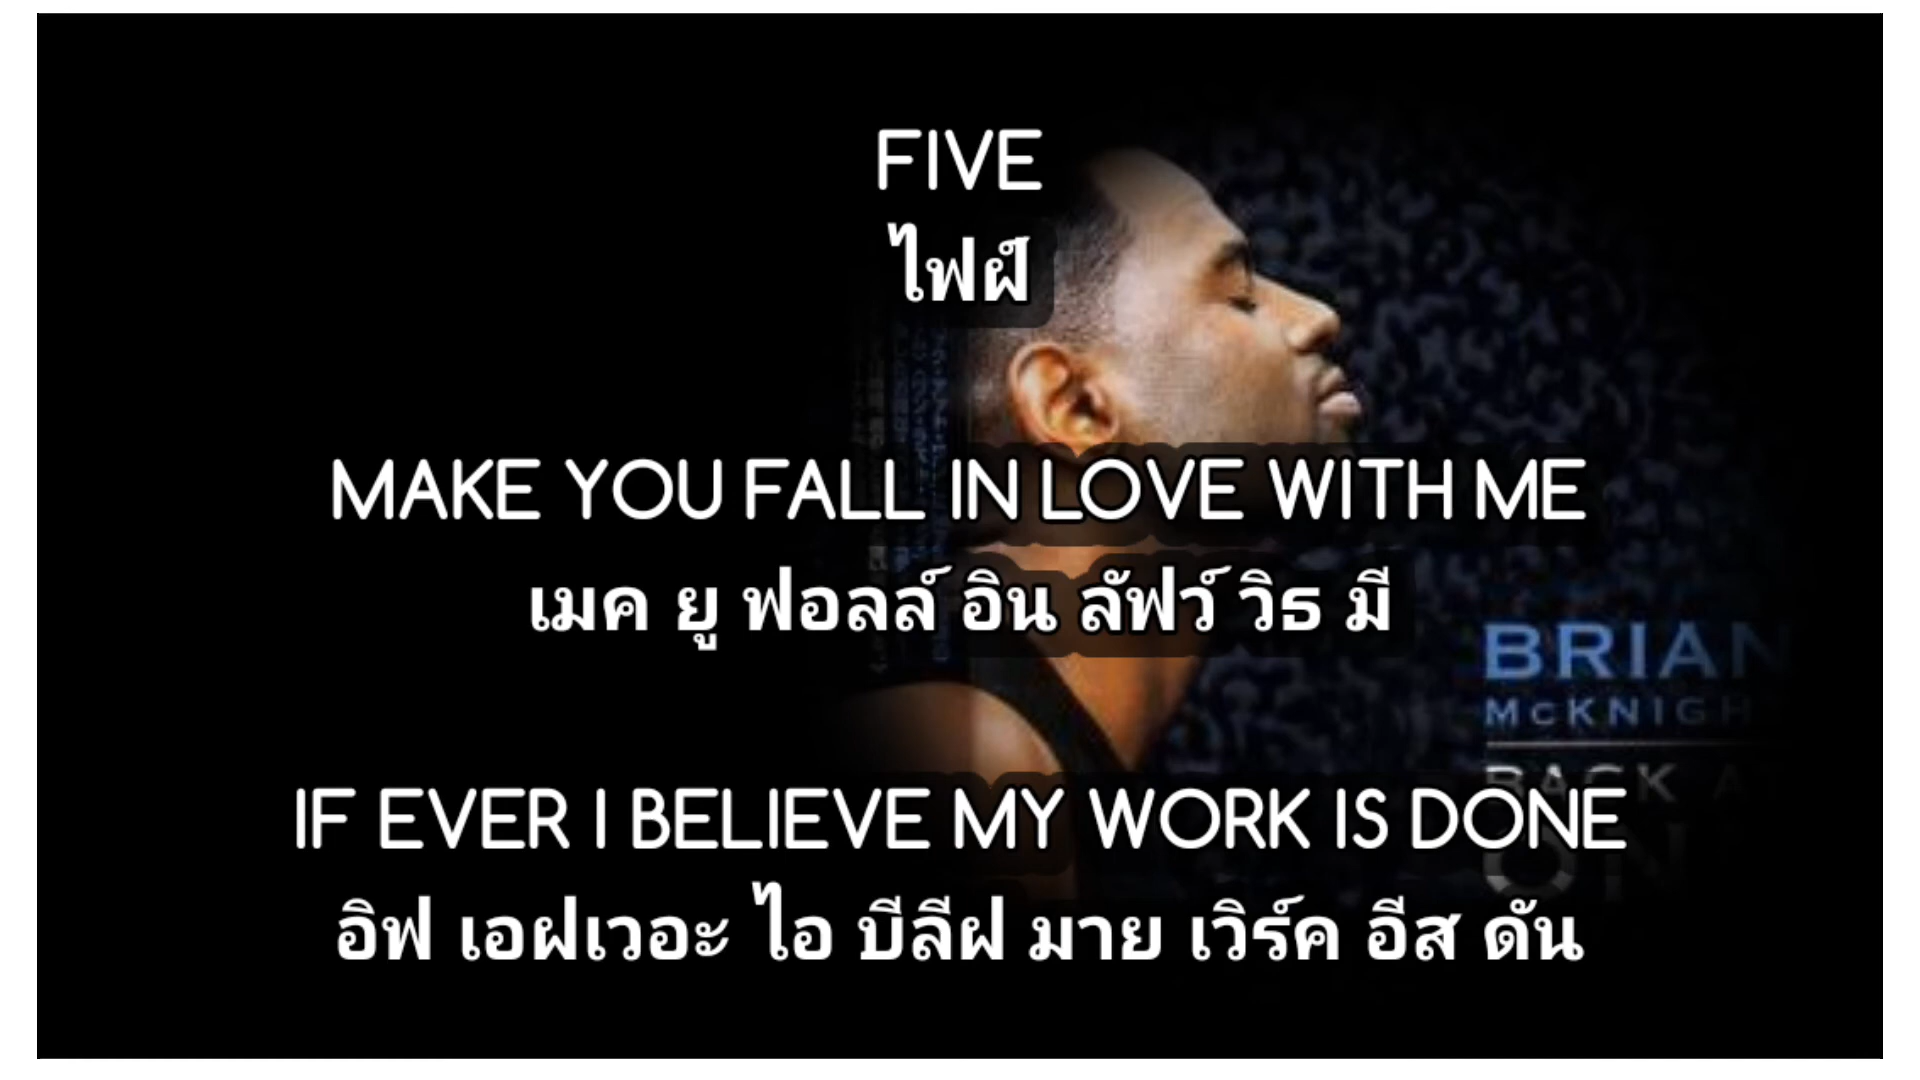 FIVE
ไฟฝ์
MAKE YOU FALL IN LOVE WITH ME
เมค ยู ฟอลล์ อิน ลัฟว์ วิธ มี
BRIAN
McKNIGH
BACK A
IF EVER I BELIEVE MY WORK IS DONE
ON
อิฟ เอฝเวอะ ไอ บีลีฝ มาย เวิร์ค อีส ดัน